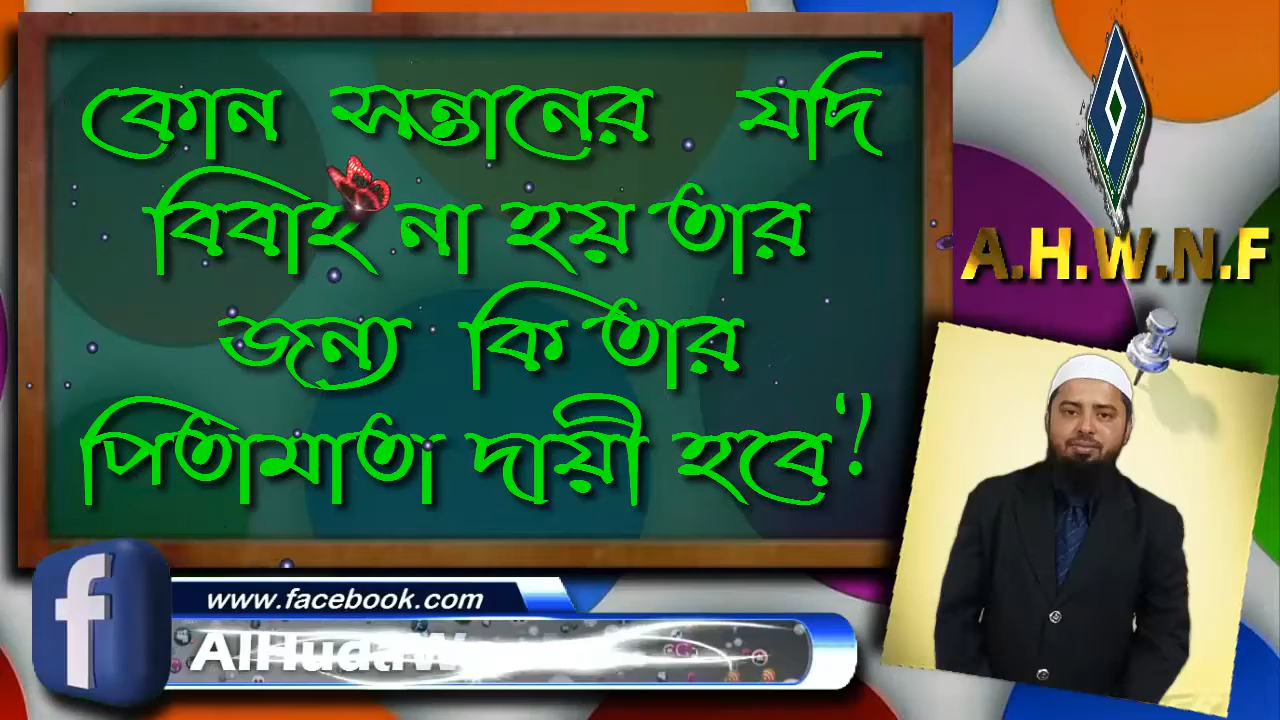 কোন সন্তানের যদি
বিবাহ না হয় তার
জন্য কি তার
পিতামাতা দায়ী হবে?
A.H.W.N.F
f
www.facebook.com